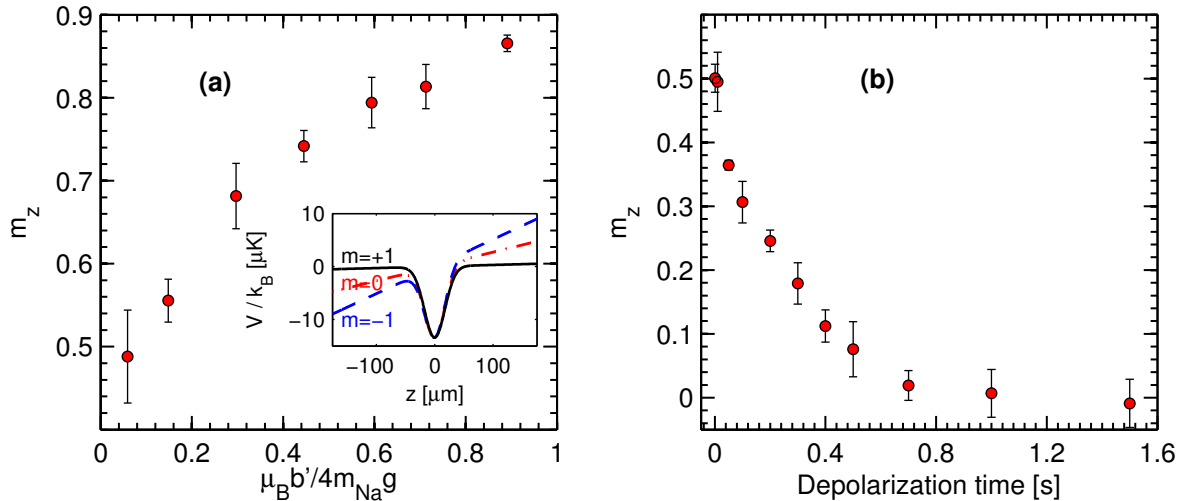 0.9
(a)
(b)
0.8
0.7
0.6
0.5
m_z
0 0.2 0.4 0.6 0.8 1
μ_B b'/4m_Na g
10
0
−10
V / k_B [μK]
m=+1
m=0
m=−1
−100 0 100
z [μm]
0.5
0.4
0.3
0.2
0.1
0
m_z
0 0.4 0.8 1.2 1.6
Depolarization time [s]